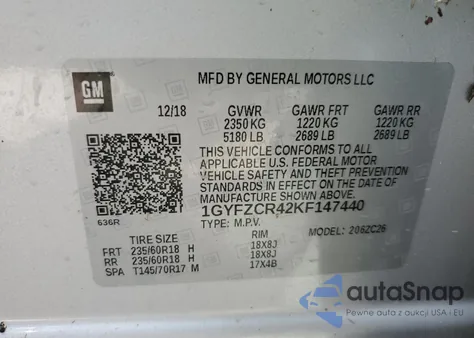 GM
MFD BY GENERAL MOTORS LLC
12/18 GVWR GAWR FRT GAWR RR
2350 KG 1220 KG 1220 KG
5180 LB 2689 LB 2689 LB
THIS VEHICLE CONFORMS TO ALL
APPLICABLE U.S. FEDERAL MOTOR
VEHICLE SAFETY AND THEFT PREVENTION
STANDARDS IN EFFECT ON THE DATE OF
MANUFACTURE SHOWN ABOVE.
1GYFZCR42KF147440
TYPE: M.P.V. MODEL: 206ZC26
636R
TIRE SIZE RIM
FRT 235/60R18 H 18X8J
RR 235/60R18 H 18X8J
SPA T145/70R17 M 17X4B
autoSnap
Pewne auta z aukcji USA i EU